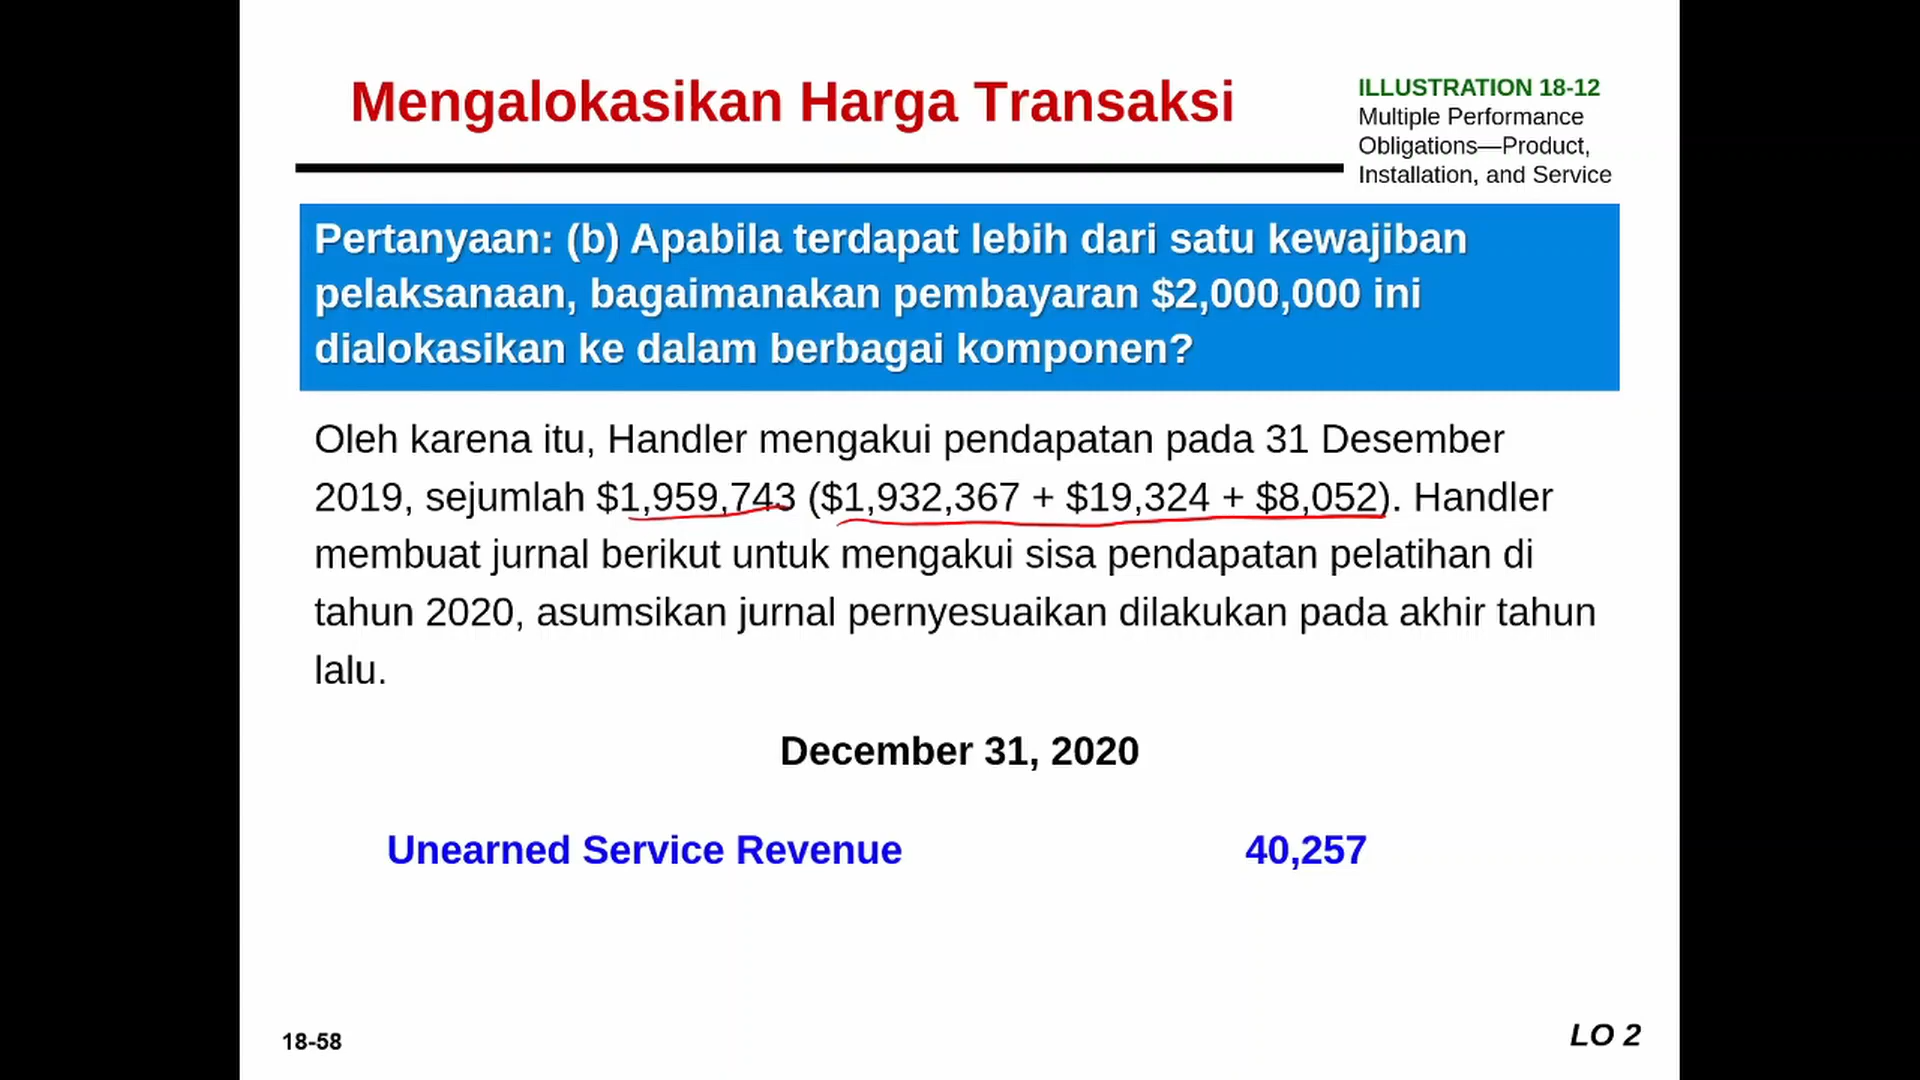 Mengalokasikan Harga Transaksi
ILLUSTRATION 18-12
Multiple Performance
Obligations—Product,
Installation, and Service
Pertanyaan: (b) Apabila terdapat lebih dari satu kewajiban
pelaksanaan, bagaimanakan pembayaran $2,000,000 ini
dialokasikan ke dalam berbagai komponen?
Oleh karena itu, Handler mengakui pendapatan pada 31 Desember
2019, sejumlah $1,959,743 ($1,932,367 + $19,324 + $8,052). Handler
membuat jurnal berikut untuk mengakui sisa pendapatan pelatihan di
tahun 2020, asumsikan jurnal pernyesuaikan dilakukan pada akhir tahun
lalu.
December 31, 2020
Unearned Service Revenue 40,257
18-58
LO 2